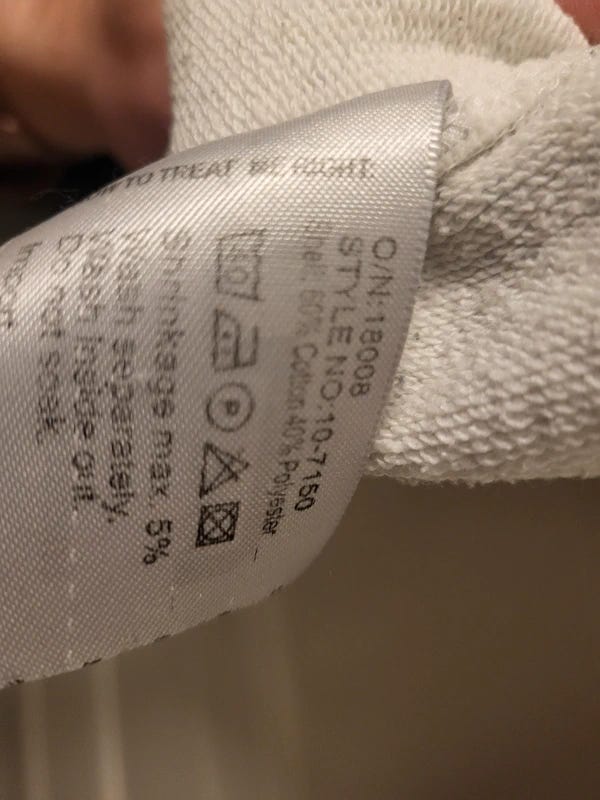 TO TREAT ME RIGHT.
O/N:18008
STYLE NO.:10-7150
Shell: 60% Cotton 40% Polyester
P
Shrinkage max. 5%
Wash separately.
Wash inside out.
Do not soak.